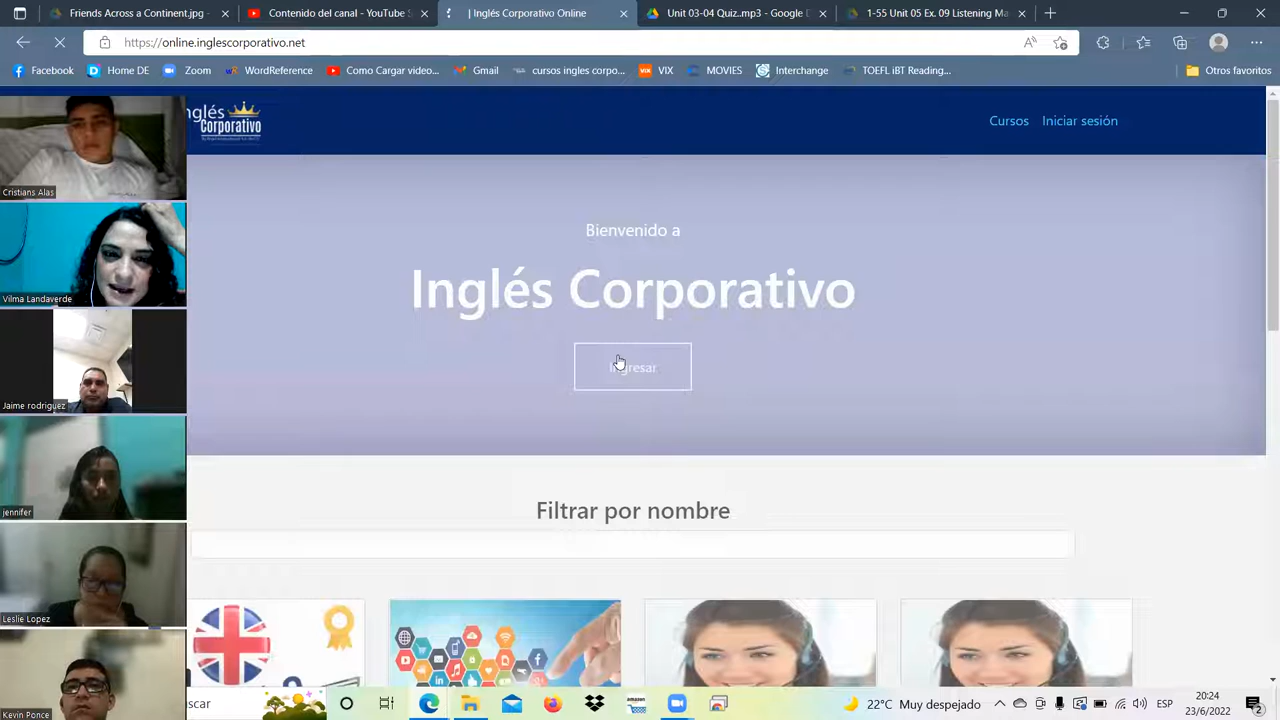 Friends Across a Continent.jpg -
Contenido del canal - YouTube S
| Inglés Corporativo Online
Unit 03-04 Quiz..mp3 - Google D
1-55 Unit 05 Ex. 09 Listening Ma
https://online.inglescorporativo.net
Facebook
Home DE
Zoom
WordReference
Como Cargar video...
Gmail
cursos ingles corpo...
VIX
MOVIES
Interchange
TOEFL iBT Reading...
Otros favoritos
Corporativo
Cursos
Iniciar sesión
Cristians Alas
Bienvenido a
Inglés Corporativo
Ingresar
Vilma Landaverde
Jaime rodriguez
Filtrar por nombre
jennifer
Leslie Lopez
Kevin Ponce
amazon
22°C Muy despejado
ESP
20:24
23/6/2022
2